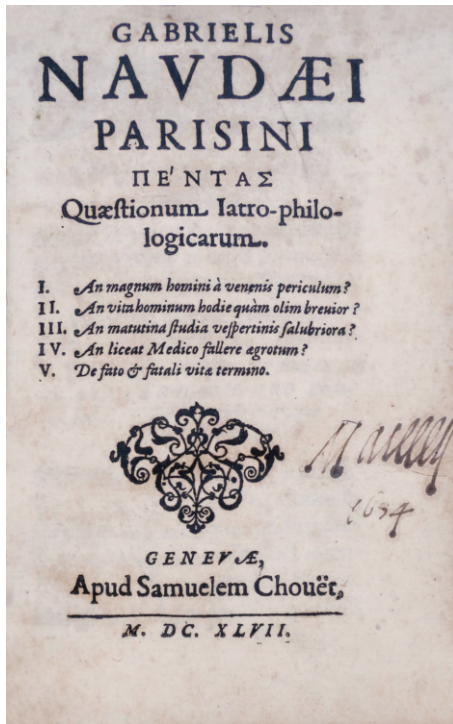 GABRIELIS
NAVDÆI
PARISINI
ΠΕ΄ΝΤΑΣ
Quæſtionum Iatro-philo-
logicarum.
I. An magnum homini à venenis periculum?
II. An vita hominum hodie quàm olim breuior?
III. An matutina ſtudia veſpertinis ſalubriora?
IV. An liceat Medico fallere ægrotum?
V. De fato & fatali vitæ termino.
1654
GENEVÆ,
Apud Samuelem Chouët,
M. DC. XLVII.